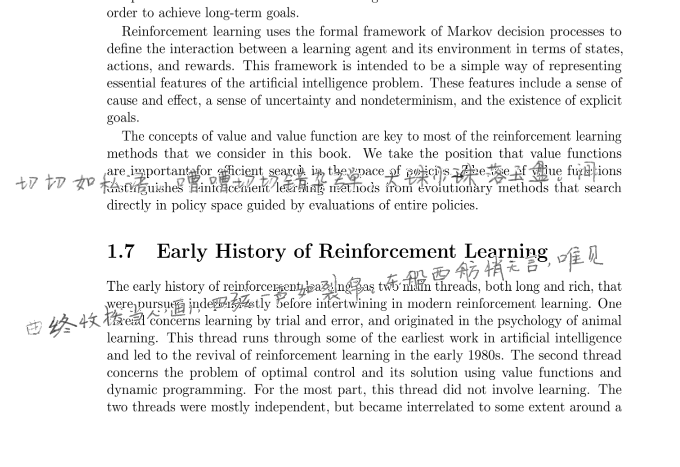 order to achieve long-term goals.
Reinforcement learning uses the formal framework of Markov decision processes to
define the interaction between a learning agent and its environment in terms of states,
actions, and rewards. This framework is intended to be a simple way of representing
essential features of the artificial intelligence problem. These features include a sense of
cause and effect, a sense of uncertainty and nondeterminism, and the existence of explicit
goals.
The concepts of value and value function are key to most of the reinforcement learning
methods that we consider in this book. We take the position that value functions
are important for efficient search in the space of policies. The use of value functions
切切如私语。嘈嘈切切错杂弹 大珠小珠落玉盘。间
distinguishes reinforcement learning methods from evolutionary methods that search
directly in policy space guided by evaluations of entire policies.
1.7 Early History of Reinforcement Learning
The early history of reinforcement learning has two main threads, both long and rich, that
were pursued independently before intertwining in modern reinforcement learning. One
曲终收拨当心画,四弦一声如裂帛,东船西舫悄无言,唯见
thread concerns learning by trial and error, and originated in the psychology of animal
learning. This thread runs through some of the earliest work in artificial intelligence
and led to the revival of reinforcement learning in the early 1980s. The second thread
concerns the problem of optimal control and its solution using value functions and
dynamic programming. For the most part, this thread did not involve learning. The
two threads were mostly independent, but became interrelated to some extent around a